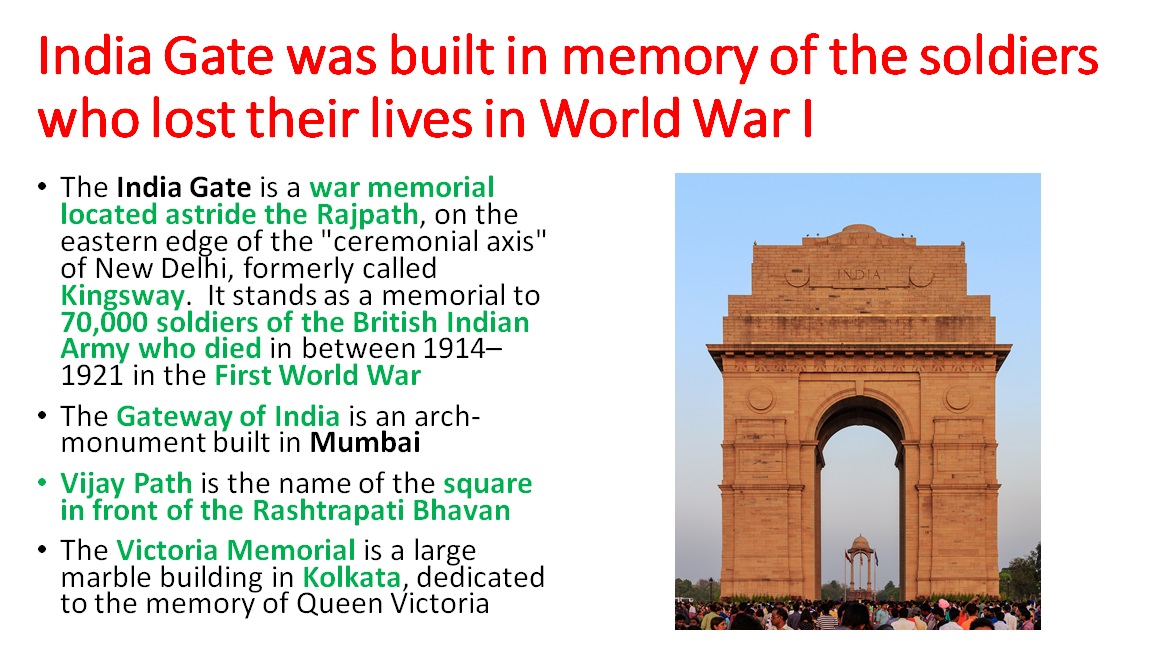 India Gate was built in memory of the soldiers
who lost their lives in World War I
• The India Gate is a war memorial
located astride the Rajpath, on the
eastern edge of the "ceremonial axis"
of New Delhi, formerly called
Kingsway.  It stands as a memorial to
70,000 soldiers of the British Indian
Army who died in between 1914–
1921 in the First World War
• The Gateway of India is an arch-
monument built in Mumbai
• Vijay Path is the name of the square
in front of the Rashtrapati Bhavan
• The Victoria Memorial is a large
marble building in Kolkata, dedicated
to the memory of Queen Victoria
INDIA